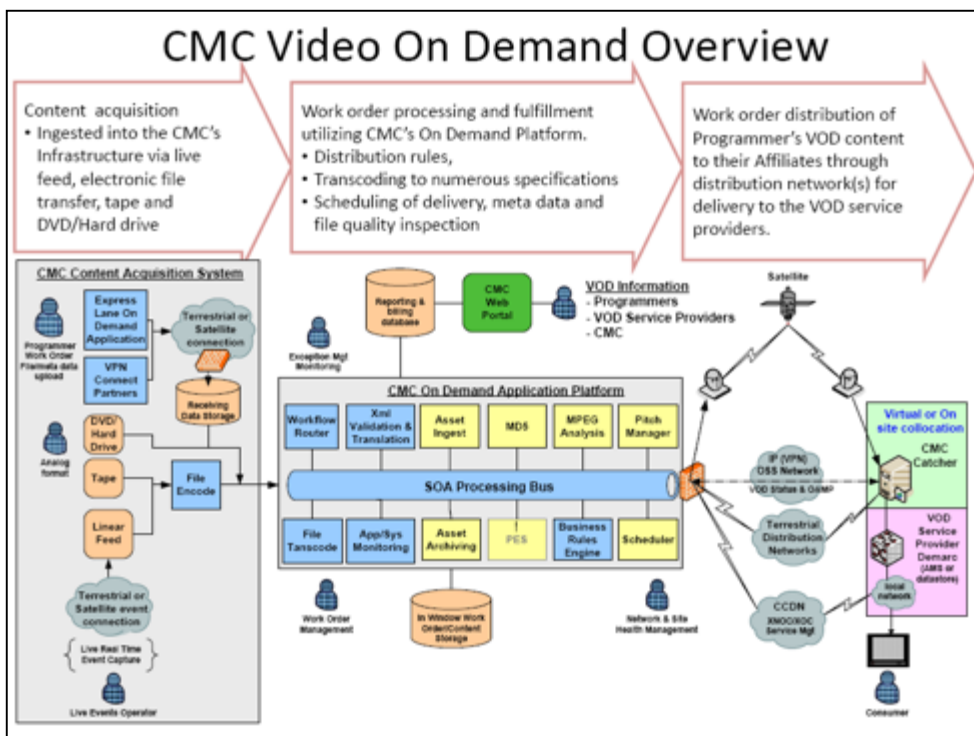 CMC Video On Demand Overview
Content acquisition
• Ingested into the CMC's
Infrastructure via live
feed, electronic file
transfer, tape and
DVD/Hard drive
Work order processing and fulfillment
utilizing CMC's On Demand Platform.
• Distribution rules,
• Transcoding to numerous specifications
• Scheduling of delivery, meta data and
file quality inspection
Work order distribution of
Programmer's VOD content
to their Affiliates through
distribution network(s) for
delivery to the VOD service
providers.
CMC Content Acquisition System
Express
Lane On
Demand
Application
Programmer
Work Order
File/meta data
upload
VPN
Connect
Partners
Terrestrial or
Satellite
connection
Receiving
Data Storage
DVD/
Hard
Drive
Analog
format
Tape
File
Encode
Linear
Feed
Terrestrial or
Satellite event
connection
Live Real Time
Event Capture
Live Events Operator
Reporting &
billing
database
CMC
Web
Portal
VOD Information
- Programmers
- VOD Service Providers
- CMC
Exception Mgt
Monitoring
CMC On Demand Application Platform
Workflow
Router
Xml
Validation &
Translation
Asset
Ingest
MD5
MPEG
Analysis
Pitch
Manager
SOA Processing Bus
File
Tanscode
App/Sys
Monitoring
Asset
Archiving
PES
Business
Rules
Engine
Scheduler
Work Order
Management
In Window Work
Order/Content
Storage
Network & Site
Health Management
Satellite
Virtual or On
site collocation
CMC
Catcher
IP (VPN)
OSS Network
VOD Status & OAMP
Terrestrial
Distribution
Networks
VOD
Service
Provider
Demarc
(AMS or
datastore)
local
network
CCDN
XNOC/XOC
Service Mgt
Consumer